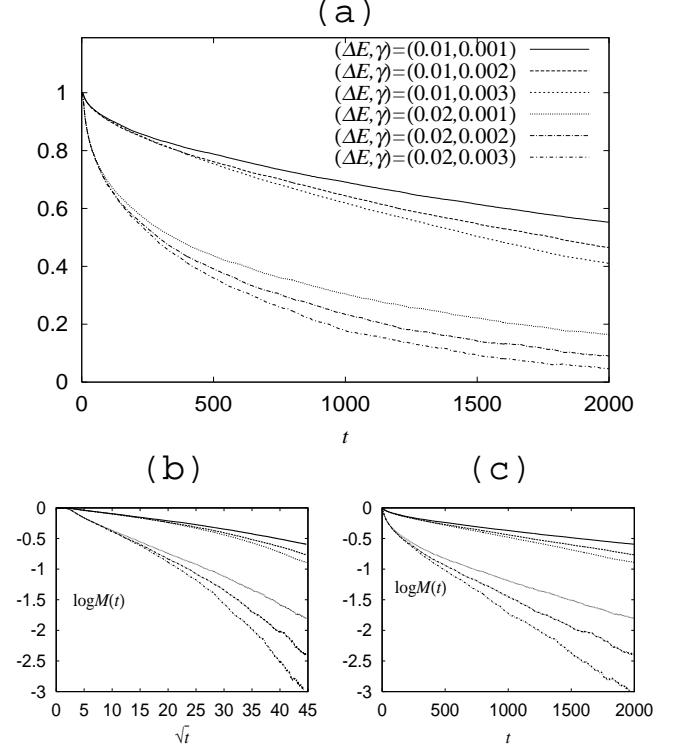 (a)
(ΔE,γ)=(0.01,0.001)
(ΔE,γ)=(0.01,0.002)
(ΔE,γ)=(0.01,0.003)
(ΔE,γ)=(0.02,0.001)
(ΔE,γ)=(0.02,0.002)
(ΔE,γ)=(0.02,0.003)
1
0.8
0.6
0.4
0.2
0
0 500 1000 1500 2000
t
(b) (c)
0
-0.5
-1
-1.5
-2
-2.5
-3
logM(t)
0 5 10 15 20 25 30 35 40 45
√t
0
-0.5
-1
-1.5
-2
-2.5
-3
logM(t)
0 500 1000 1500 2000
t